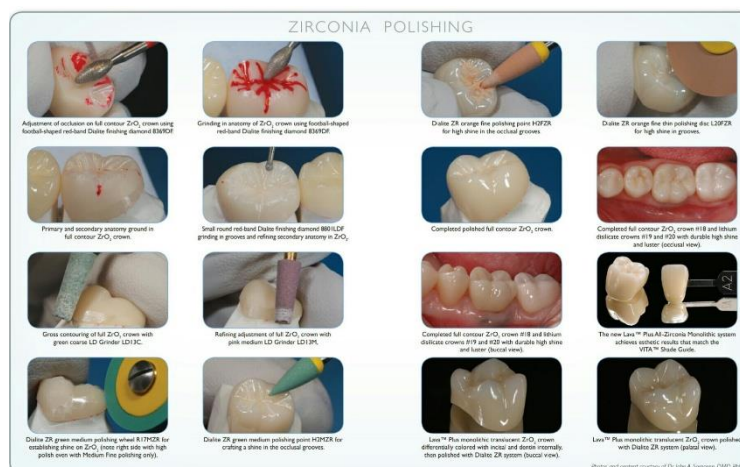 ZIRCONIA POLISHING
Adjustment of occlusion on full contour ZrO₂ crown using
football-shaped red-band Dialite finishing diamond 8369DF.
Grinding in anatomy of ZrO₂ crown using football-shaped
red-band Dialite finishing diamond 8369DF.
Dialite ZR orange fine polishing point H2FZR
for high shine in the occlusal grooves.
Dialite ZR orange fine thin polishing disc L20FZR
for high shine in grooves.
Primary and secondary anatomy ground in
full contour ZrO₂ crown.
Small round red-band Dialite finishing diamond 8801LDF
grinding in grooves and refining secondary anatomy in ZrO₂.
Completed polished full contour ZrO₂ crown.
Completed full contour ZrO₂ crown #18 and lithium
disilicate crowns #19 and #20 with durable high shine
and luster (occlusal view).
Gross contouring of full ZrO₂ crown with
green coarse LD Grinder LD13C.
Refining adjustment of full ZrO₂ crown with
pink medium LD Grinder LD13M.
Completed full contour ZrO₂ crown #18 and lithium
disilicate crowns #19 and #20 with durable high shine
and luster (buccal view).
A2
The new Lava™ Plus All-Zirconia Monolithic system
achieves esthetic results that match the
VITA™ Shade Guide.
Dialite ZR green medium polishing wheel R17MZR for
establishing shine on ZrO₂ (note right side with high
polish even with Medium Fine polishing only).
Dialite ZR green medium polishing point H2MZR for
crafting a shine in the occlusal grooves.
Lava™ Plus monolithic translucent ZrO₂ crown
differentially colored with incisal and dentin internally,
then polished with Dialite ZR system (buccal view).
Lava™ Plus monolithic translucent ZrO₂ crown polished
with Dialite ZR system (palatal view).